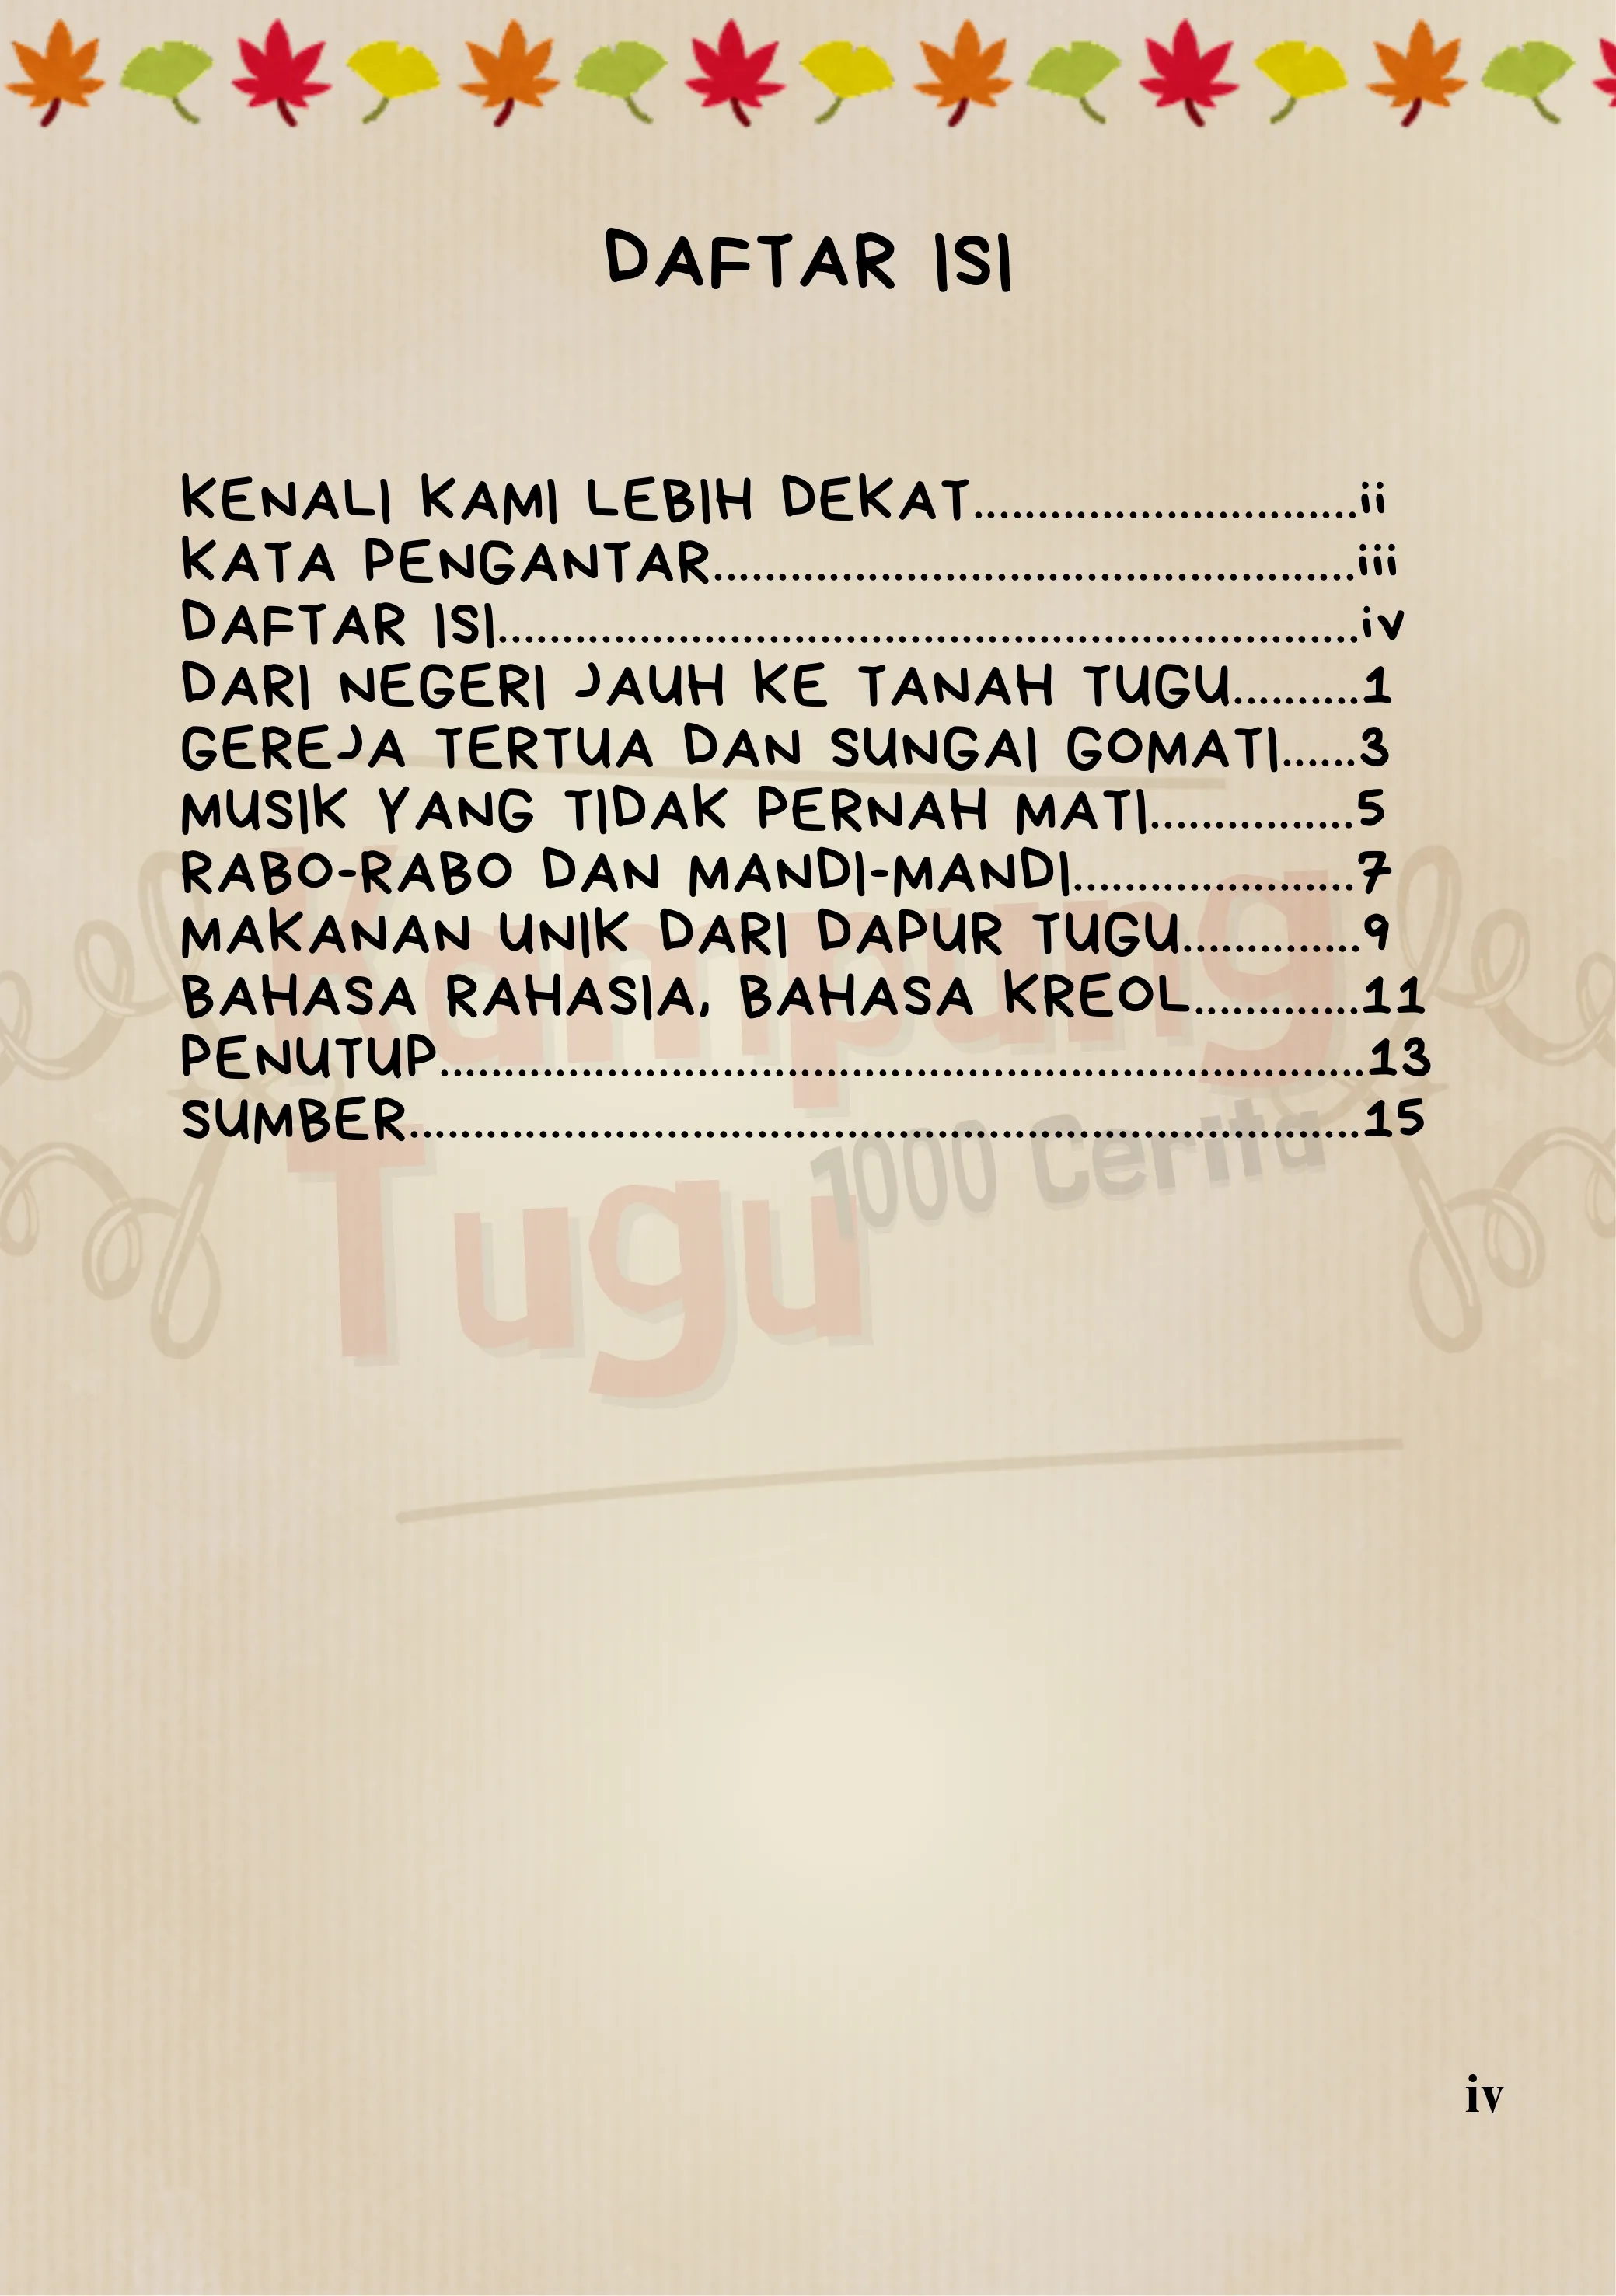 DAFTAR ISI
KENALI KAMI LEBIH DEKAT..............................ii
KATA PENGANTAR..................................................iii
DAFTAR ISI...................................................................iv
DARI NEGERI JAUH KE TANAH TUGU..........1
GEREJA TERTUA DAN SUNGAI GOMATI......3
MUSIK YANG TIDAK PERNAH MATI................5
RABO-RABO DAN MANDI-MANDI......................7
MAKANAN UNIK DARI DAPUR TUGU..............9
BAHASA RAHASIA, BAHASA KREOL.............11
PENUTUP........................................................................13
SUMBER..........................................................................15
Kampung
Tugu
1000 Cerita
iv